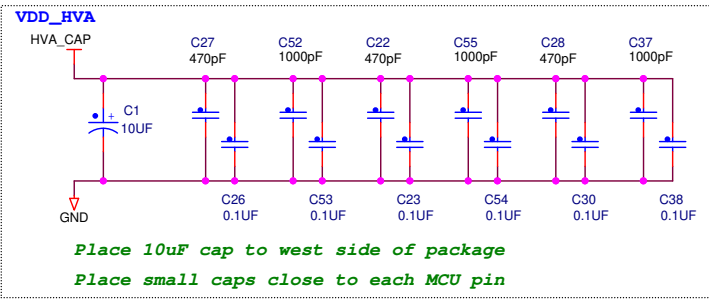 VDD_HVA
HVA_CAP
C27 C52 C22 C55 C28 C37
470pF 1000pF 470pF 1000pF 470pF 1000pF
+ C1
10UF
C26 C53 C23 C54 C30 C38
0.1UF 0.1UF 0.1UF 0.1UF 0.1UF 0.1UF
GND
Place 10uF cap to west side of package
Place small caps close to each MCU pin